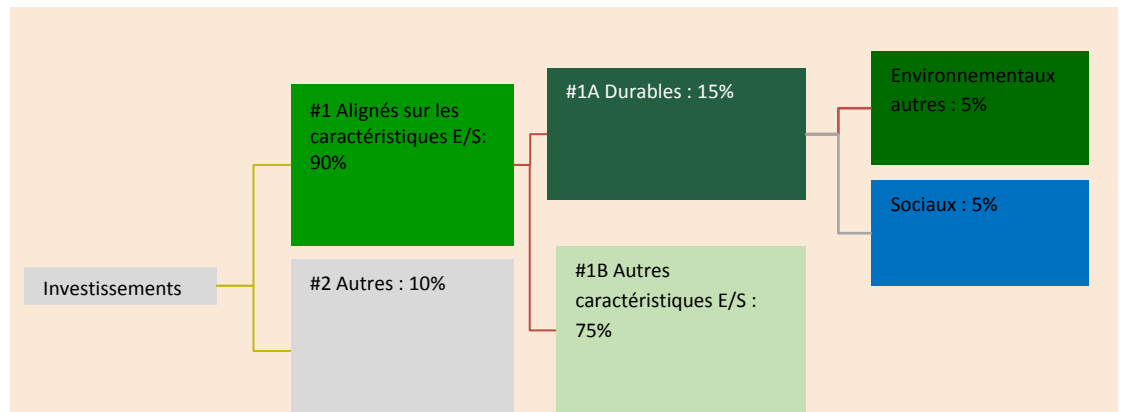 Investissements
#1 Alignés sur les
caractéristiques E/S:
90%
#2 Autres : 10%
#1A Durables : 15%
#1B Autres
caractéristiques E/S :
75%
Environnementaux
autres : 5%
Sociaux : 5%